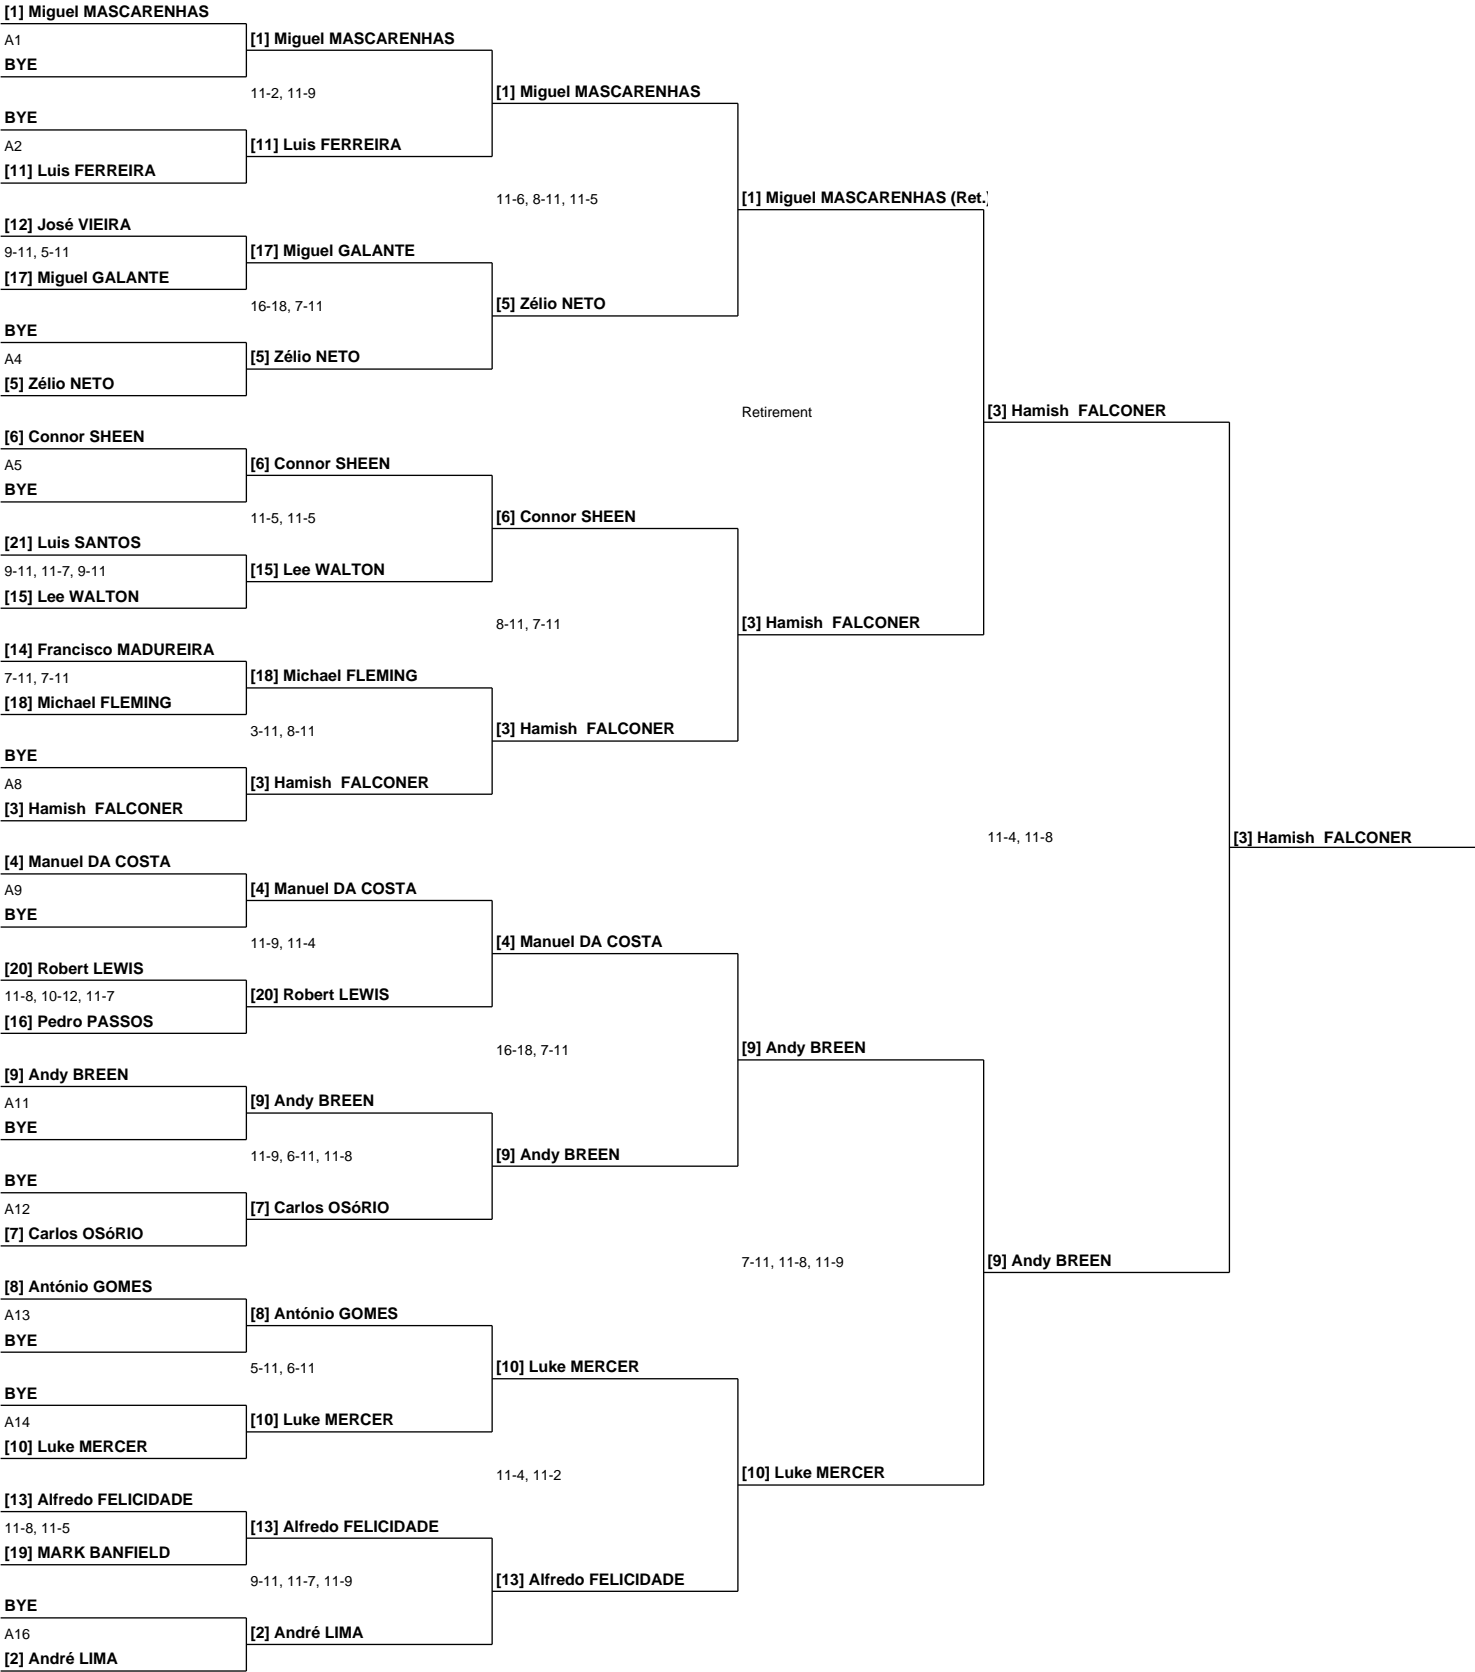 [1] Miguel MASCARENHAS
A1
[1] Miguel MASCARENHAS
BYE
11-2, 11-9
[1] Miguel MASCARENHAS
BYE
A2
[11] Luis FERREIRA
[11] Luis FERREIRA
11-6, 8-11, 11-5
[1] Miguel MASCARENHAS (Ret.)
[12] José VIEIRA
9-11, 5-11
[17] Miguel GALANTE
[17] Miguel GALANTE
16-18, 7-11
[5] Zélio NETO
BYE
A4
[5] Zélio NETO
[5] Zélio NETO
Retirement
[3] Hamish  FALCONER
[6] Connor SHEEN
A5
[6] Connor SHEEN
BYE
11-5, 11-5
[6] Connor SHEEN
[21] Luis SANTOS
9-11, 11-7, 9-11
[15] Lee WALTON
[15] Lee WALTON
8-11, 7-11
[3] Hamish  FALCONER
[14] Francisco MADUREIRA
7-11, 7-11
[18] Michael FLEMING
[18] Michael FLEMING
3-11, 8-11
[3] Hamish  FALCONER
BYE
A8
[3] Hamish  FALCONER
[3] Hamish  FALCONER
11-4, 11-8
[3] Hamish  FALCONER
[4] Manuel DA COSTA
A9
[4] Manuel DA COSTA
BYE
11-9, 11-4
[4] Manuel DA COSTA
[20] Robert LEWIS
11-8, 10-12, 11-7
[20] Robert LEWIS
[16] Pedro PASSOS
16-18, 7-11
[9] Andy BREEN
[9] Andy BREEN
A11
[9] Andy BREEN
BYE
11-9, 6-11, 11-8
[9] Andy BREEN
BYE
A12
[7] Carlos OSóRIO
[7] Carlos OSóRIO
7-11, 11-8, 11-9
[9] Andy BREEN
[8] António GOMES
A13
[8] António GOMES
BYE
5-11, 6-11
[10] Luke MERCER
BYE
A14
[10] Luke MERCER
[10] Luke MERCER
11-4, 11-2
[10] Luke MERCER
[13] Alfredo FELICIDADE
11-8, 11-5
[13] Alfredo FELICIDADE
[19] MARK BANFIELD
9-11, 11-7, 11-9
[13] Alfredo FELICIDADE
BYE
A16
[2] André LIMA
[2] André LIMA